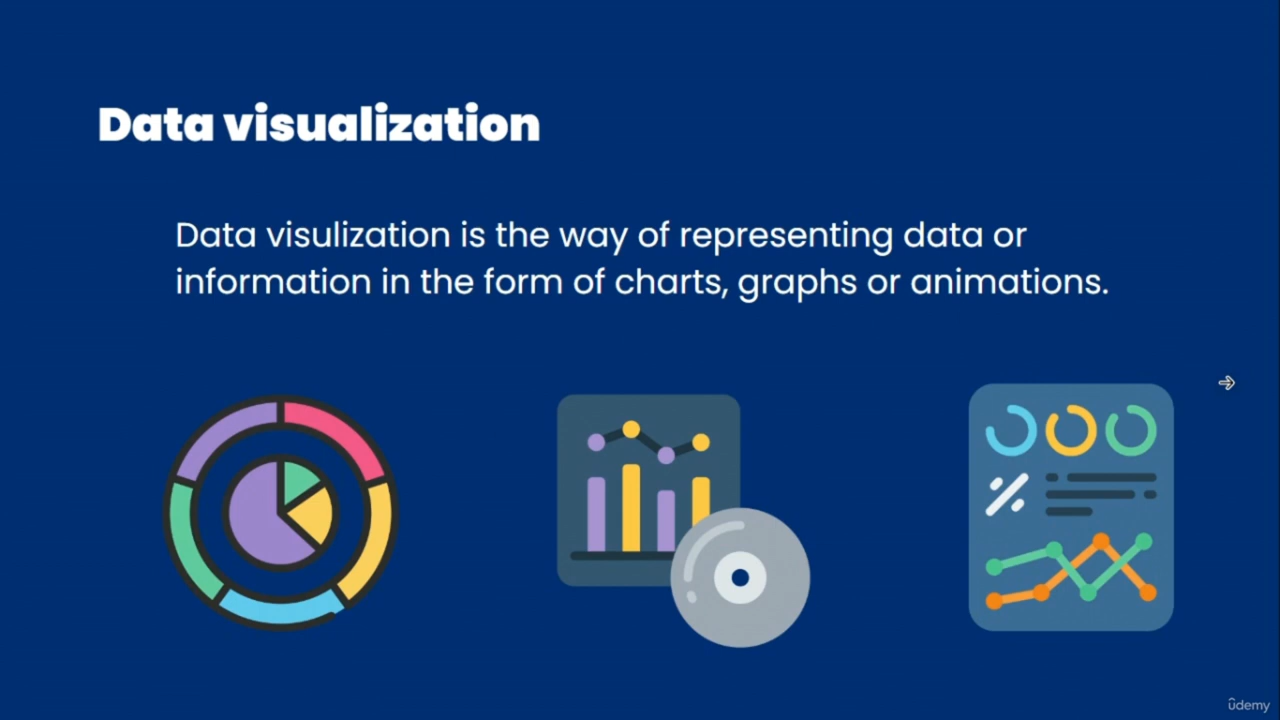 Data visualization
Data visulization is the way of representing data or
information in the form of charts, graphs or animations.
ûdemy